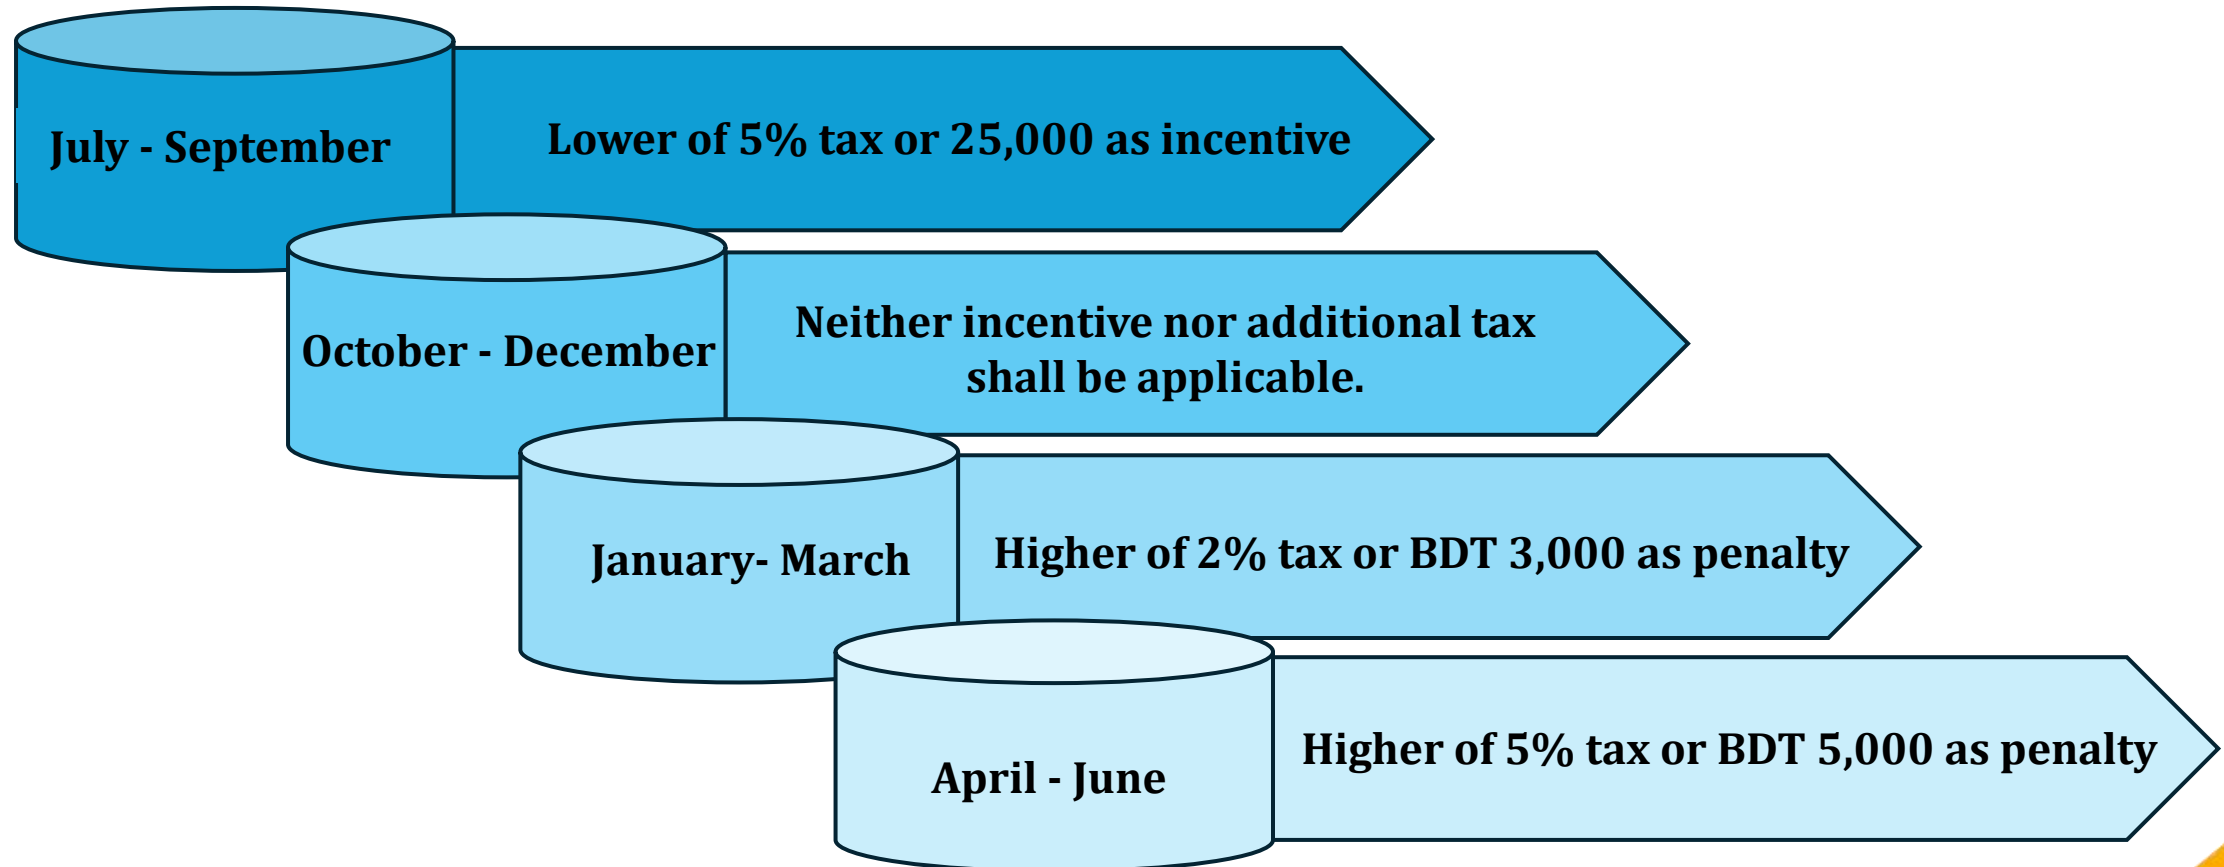 July - September
Lower of 5% tax or 25,000 as incentive
October - December
Neither incentive nor additional tax
shall be applicable.
January- March
Higher of 2% tax or BDT 3,000 as penalty
April - June
Higher of 5% tax or BDT 5,000 as penalty